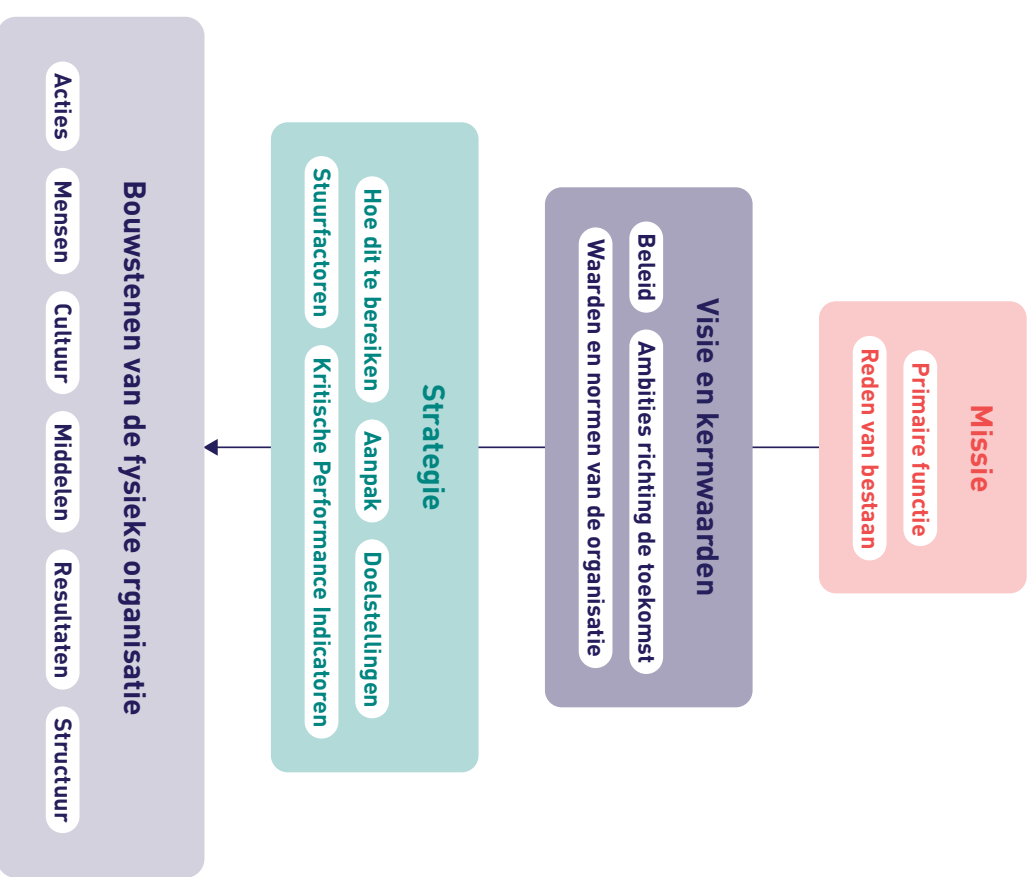 Missie
Primaire functie
Reden van bestaan
Visie en kernwaarden
Beleid Ambities richting de toekomst
Waarden en normen van de organisatie
Strategie
Hoe dit te bereiken Aanpak Doelstellingen
Stuurfactoren Kritische Performance Indicatoren
Bouwstenen van de fysieke organisatie
Acties Mensen Cultuur Middelen Resultaten Structuur